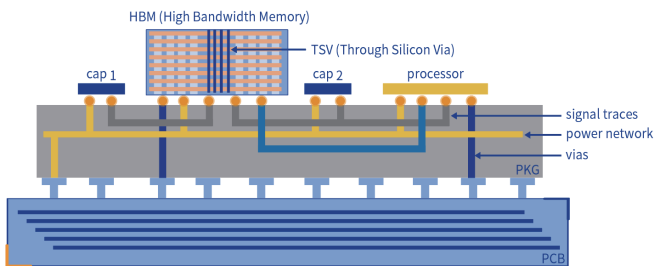 HBM (High Bandwidth Memory)
TSV (Through Silicon Via)
cap 1
cap 2
processor
signal traces
power network
vias
PKG
PCB